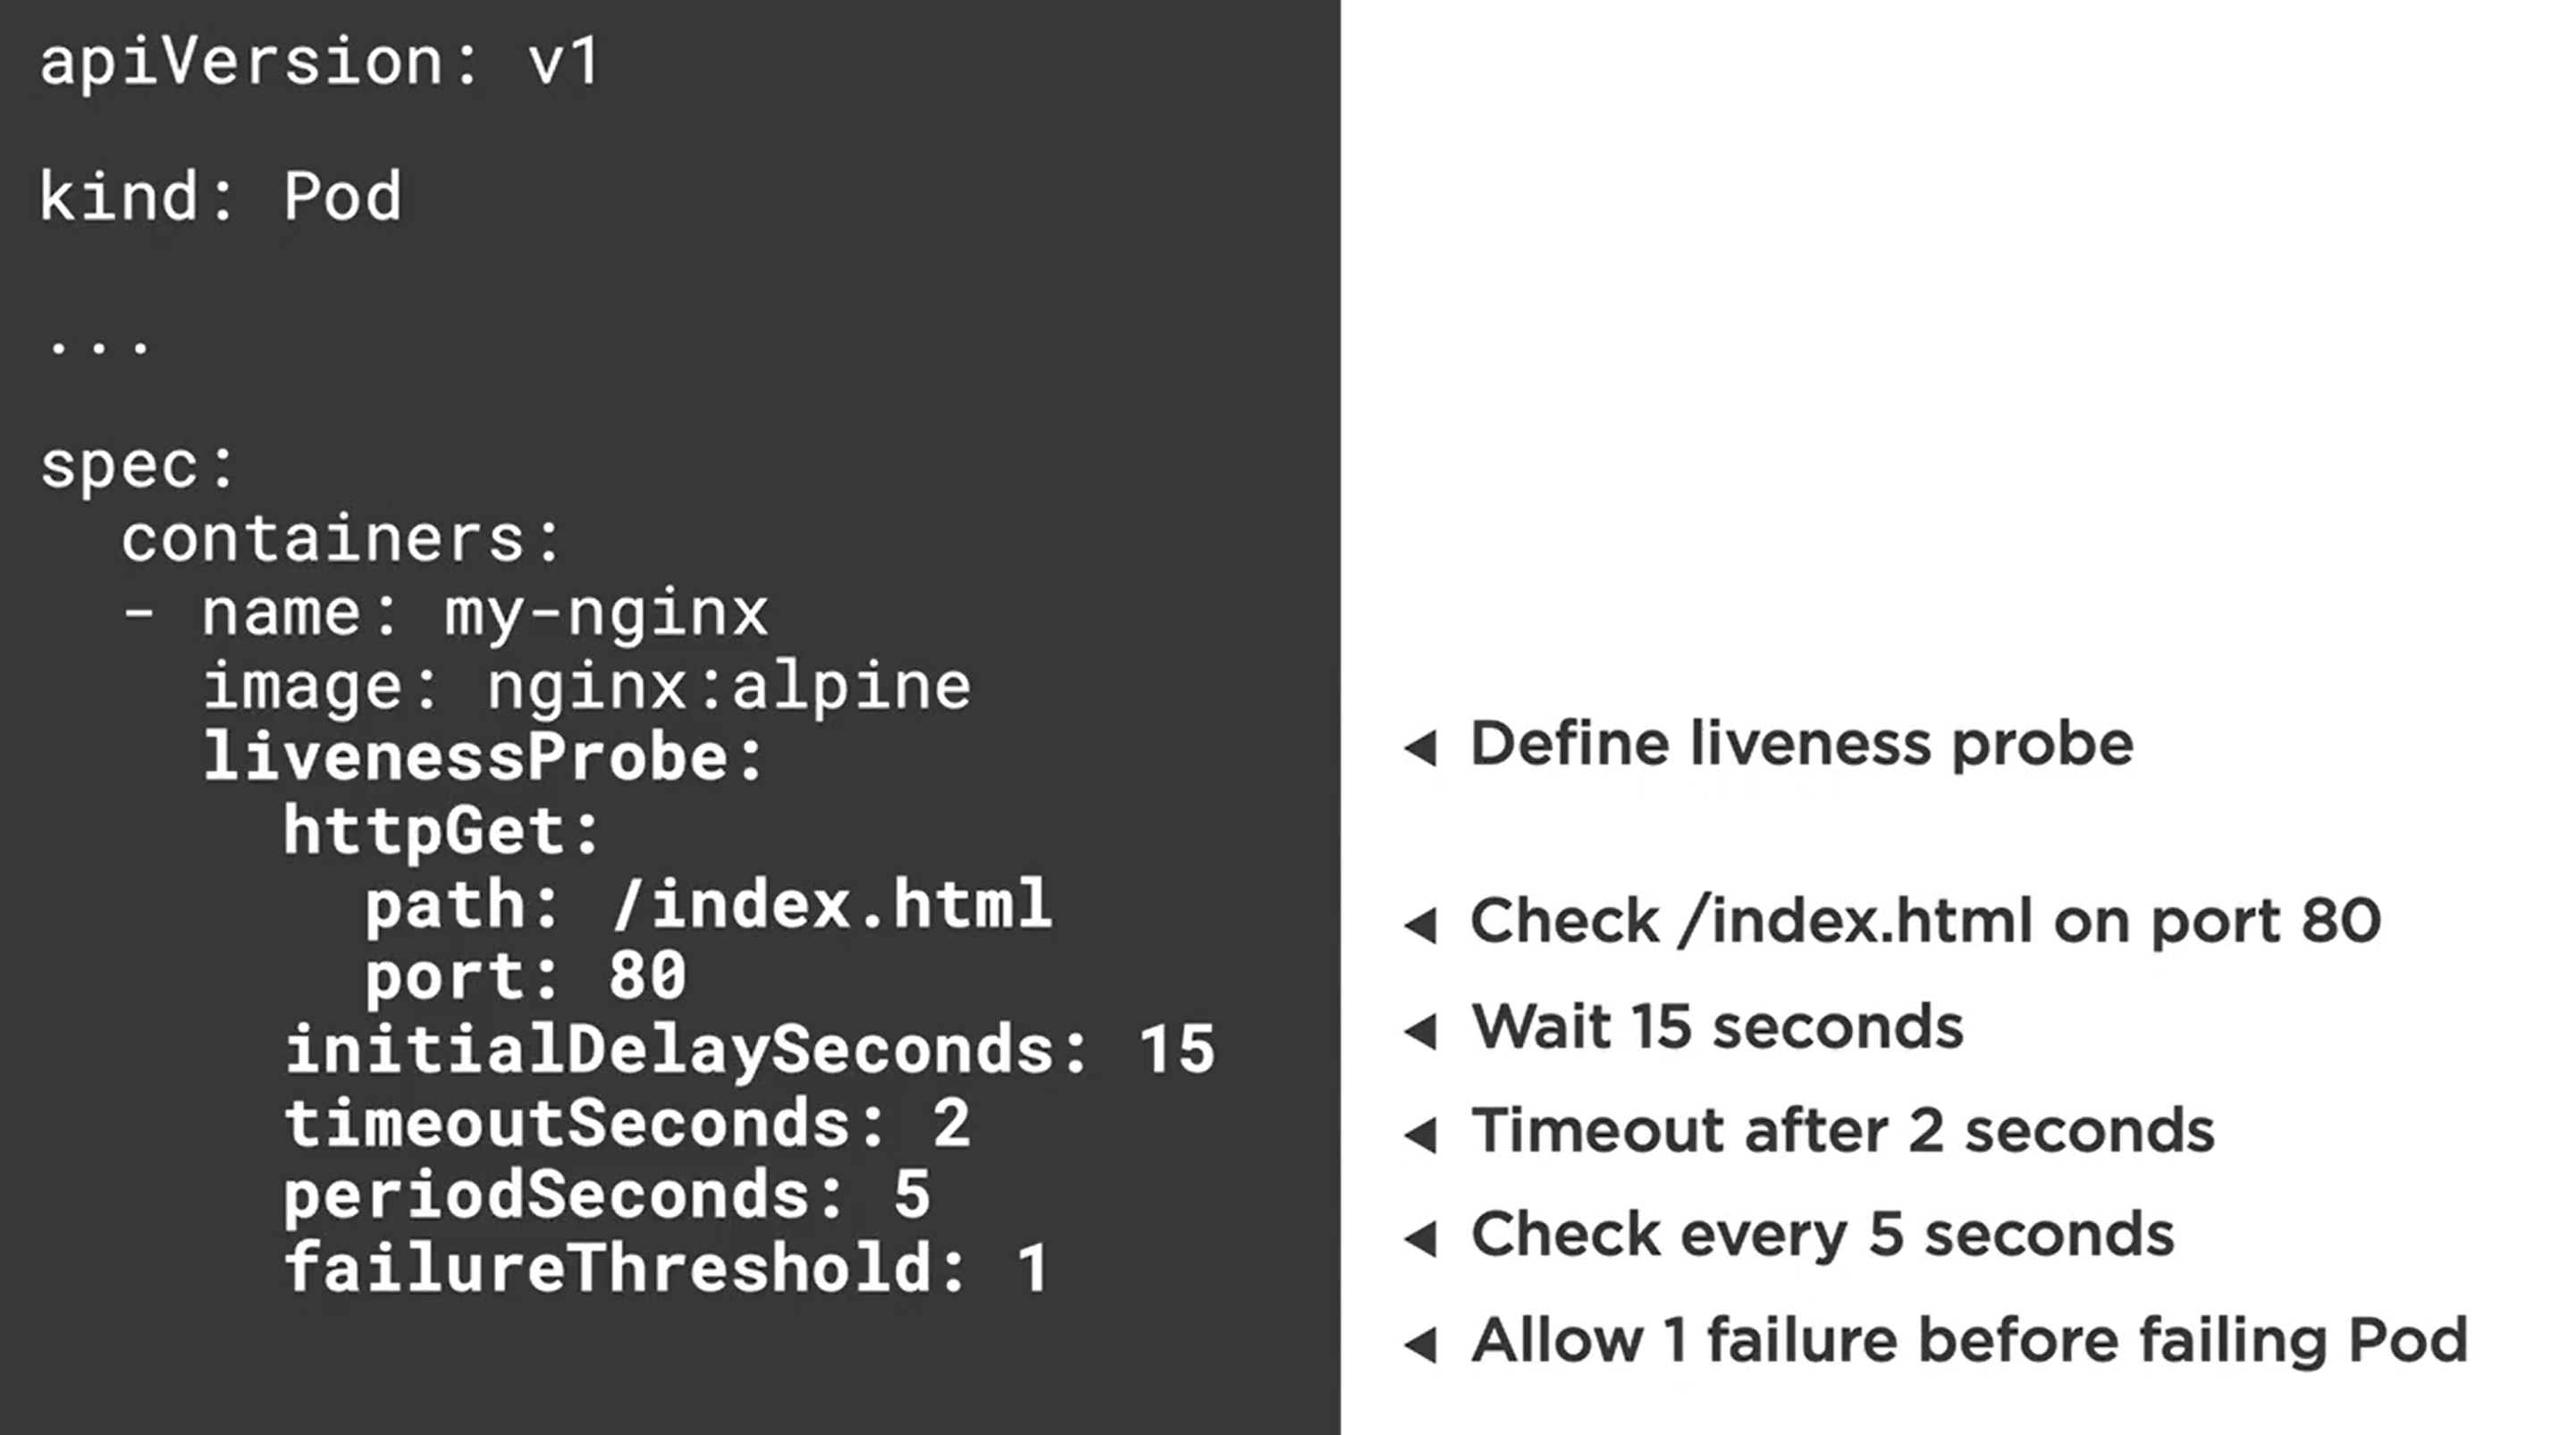 apiVersion: v1
kind: Pod
...
spec:
  containers:
  - name: my-nginx
    image: nginx:alpine
    livenessProbe:
      httpGet:
        path: /index.html
        port: 80
      initialDelaySeconds: 15
      timeoutSeconds: 2
      periodSeconds: 5
      failureThreshold: 1
◄ Define liveness probe
◄ Check /index.html on port 80
◄ Wait 15 seconds
◄ Timeout after 2 seconds
◄ Check every 5 seconds
◄ Allow 1 failure before failing Pod